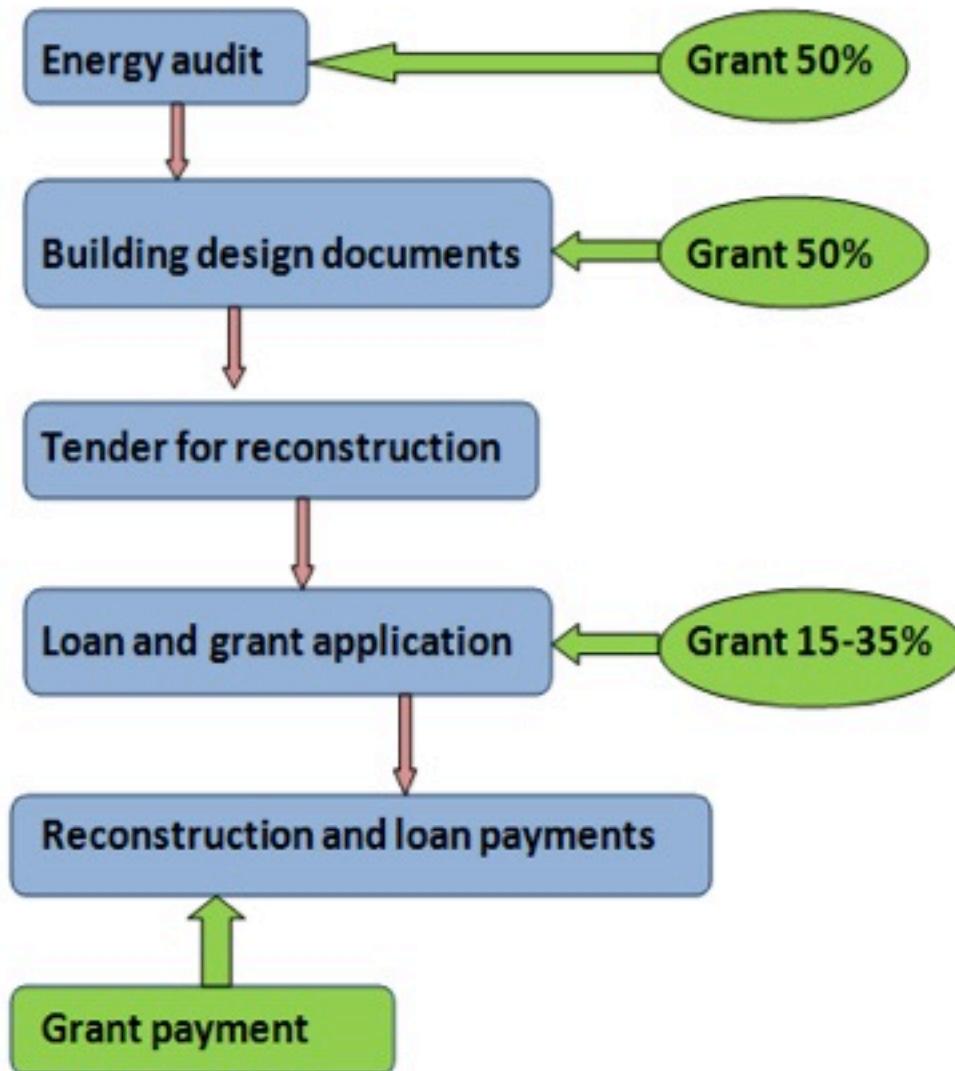 Energy audit
Grant 50%
Building design documents
Grant 50%
Tender for reconstruction
Loan and grant application
Grant 15-35%
Reconstruction and loan payments
Grant payment